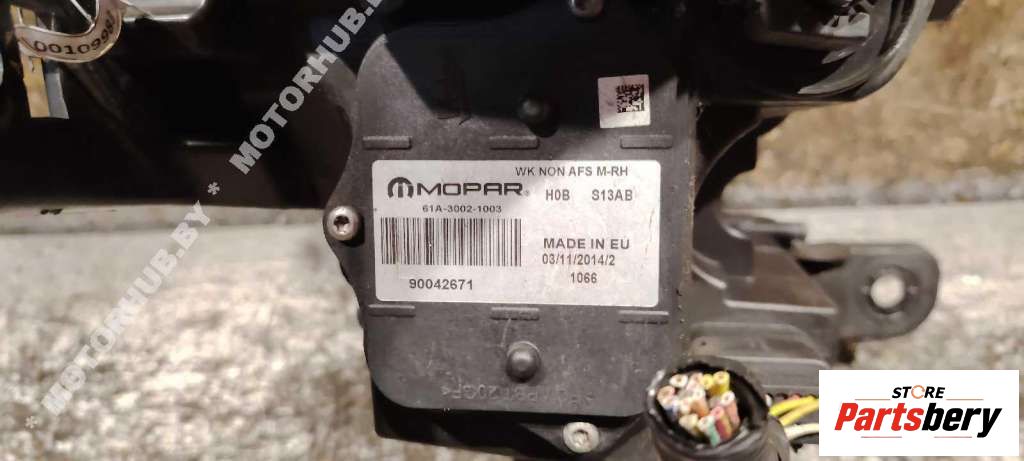 0010998
* MOTORHUB.BY * MOTORHUB.BY *
WK NON AFS M-RH
MOPAR®
H0B S13AB
61A-3002-1003
MADE IN EU
03/11/2014/2
1066
90042671
STORE
Partsbery